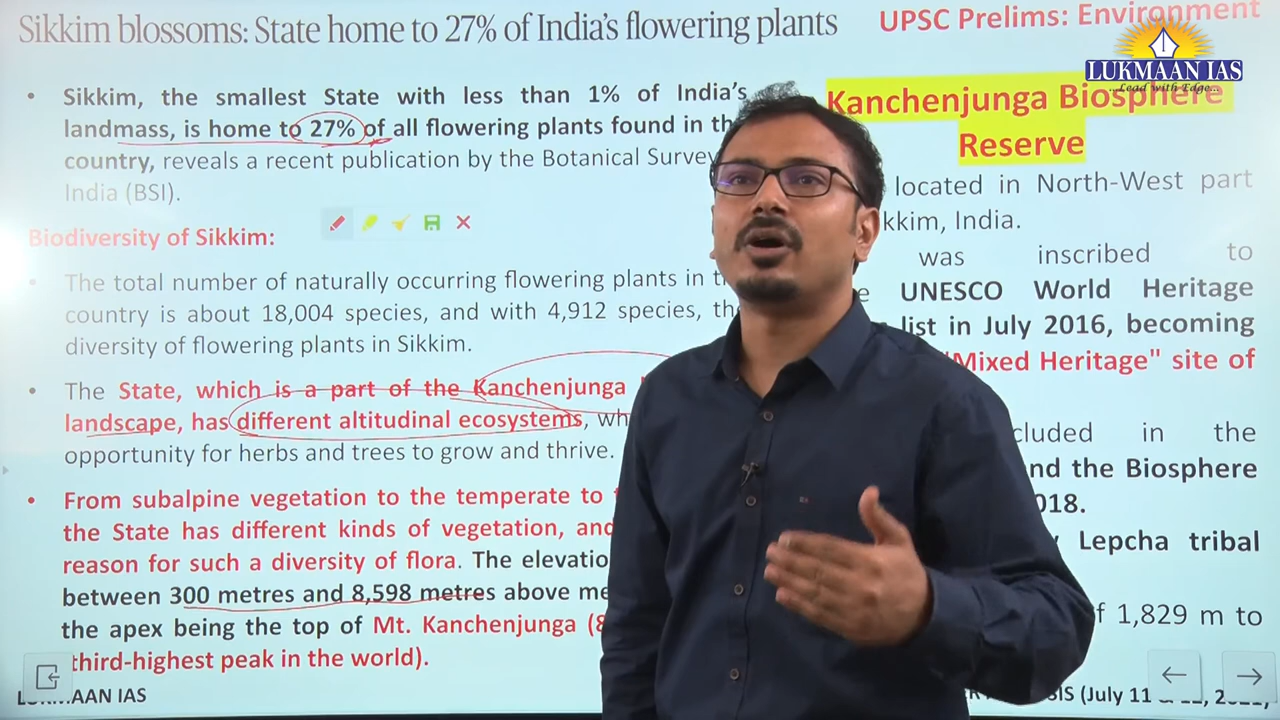 Sikkim blossoms: State home to 27% of India's flowering plants
UPSC Prelims: Environment
LUKMAAN IAS
...Lead with Edge...
• Sikkim, the smallest State with less than 1% of India's
landmass, is home to 27% of all flowering plants found in
country, reveals a recent publication by the Botanical Survey
India (BSI).
Biodiversity of Sikkim:
• The total number of naturally occurring flowering plants in
country is about 18,004 species, and with 4,912 species,
diversity of flowering plants in Sikkim.
• The State, which is a part of the Kanchenjunga
landscape, has different altitudinal ecosystems,
opportunity for herbs and trees to grow and thrive.
• From subalpine vegetation to the temperate to
the State has different kinds of vegetation, and
reason for such a diversity of flora. The
between 300 metres and 8,598 metres above
the apex being the top of Mt. Kanchenjunga
third-highest peak in the world).
Kanchenjunga Biosphere
Reserve
located in North-West part
India.
was inscribed to
UNESCO World Heritage
list in July 2016, becoming
"Mixed Heritage" site of
in the
and the Biosphere
Lepcha tribal
1,829 m to
IAS
(July 11